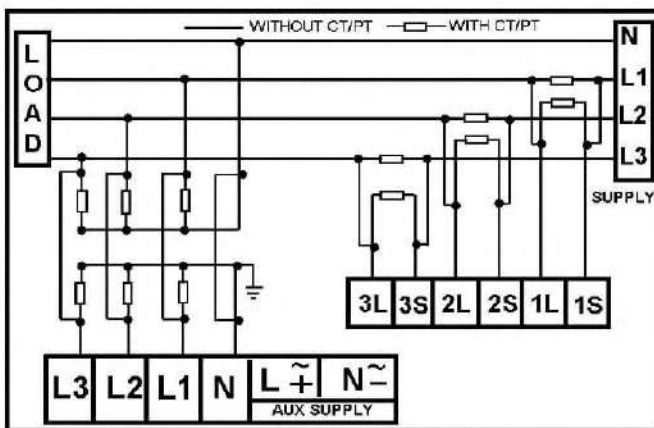 WITHOUT CT/PT WITH CT/PT
LOAD
N
L1
L2
L3
SUPPLY
3L 3S 2L 2S 1L 1S
L3 L2 L1 N L ~+ N ~-
AUX SUPPLY